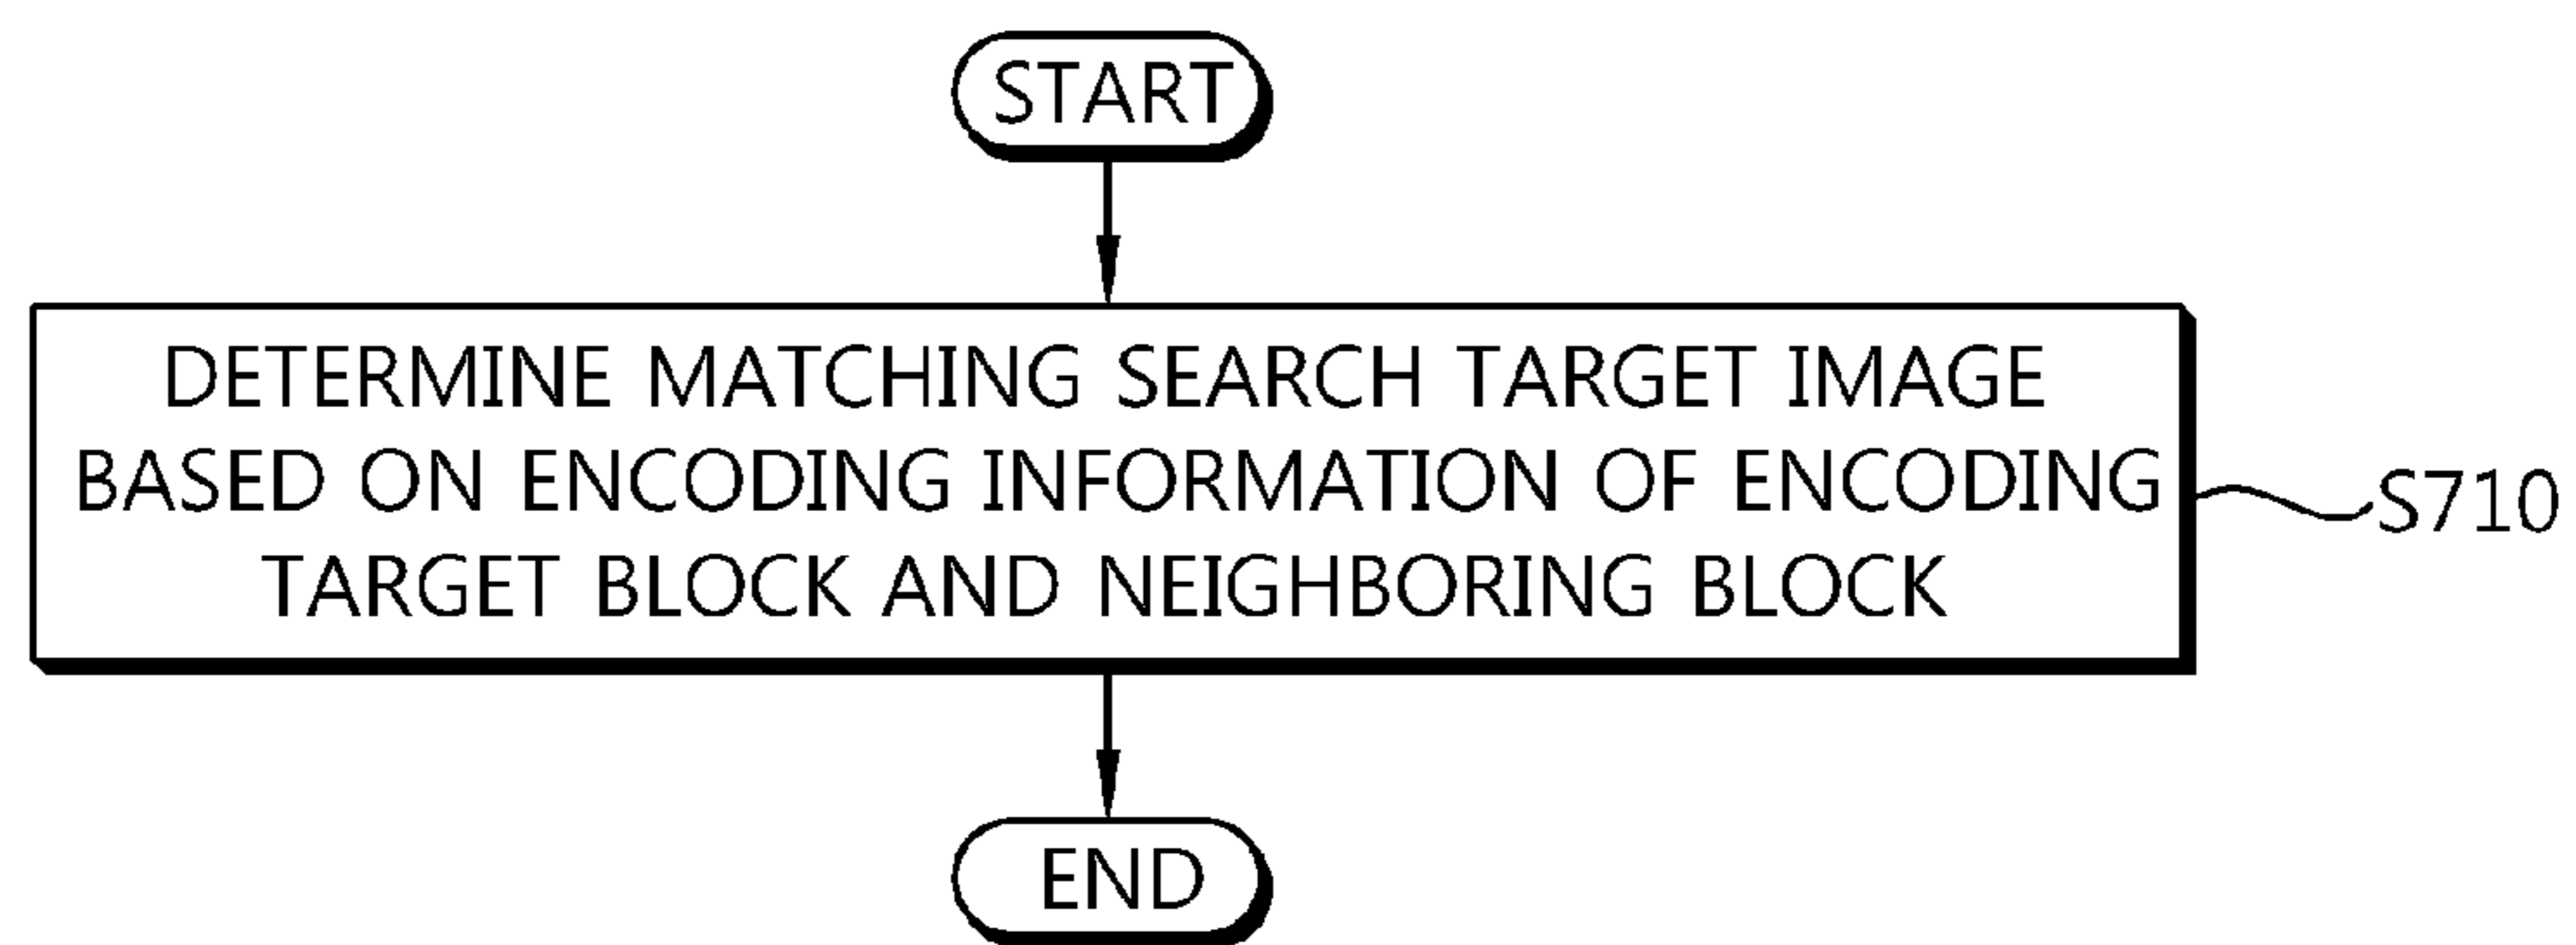 START
DETERMINE MATCHING SEARCH TARGET IMAGE
BASED ON ENCODING INFORMATION OF ENCODING
TARGET BLOCK AND NEIGHBORING BLOCK
S710
END